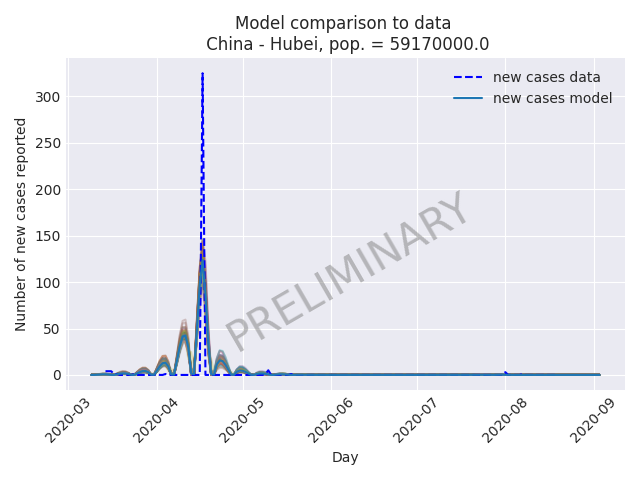 Model comparison to data
China - Hubei, pop. = 59170000.0
new cases data
new cases model
300
250
200
150
100
50
0
Number of new cases reported
PRELIMINARY
2020-03
2020-04
2020-05
2020-06
2020-07
2020-08
2020-09
Day